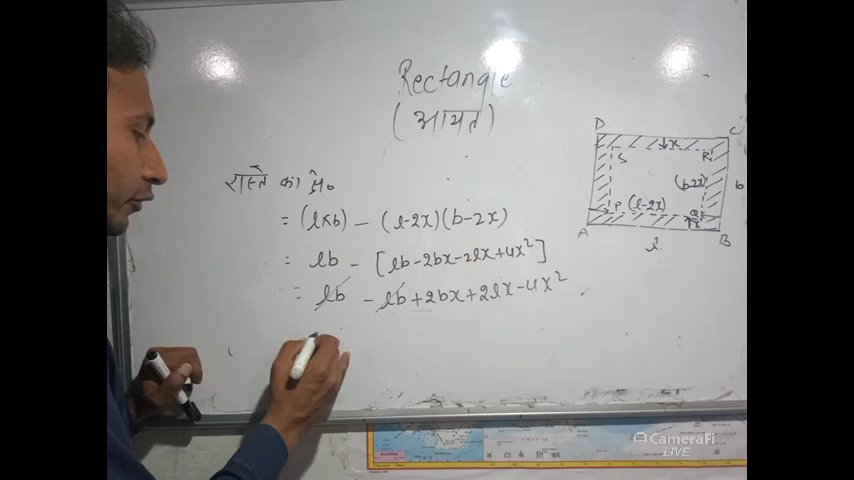 Rectangle
(आयत)
रास्ते का क्षे०
= (l×b) - (l-2x)(b-2x)
= lb - [lb-2bx-2lx+4x²]
= lb - lb+2bx+2lx-4x²
D C
x
S R
(b-2x) b
P (l-2x) Q
x
A B
l
CameraFi
LIVE